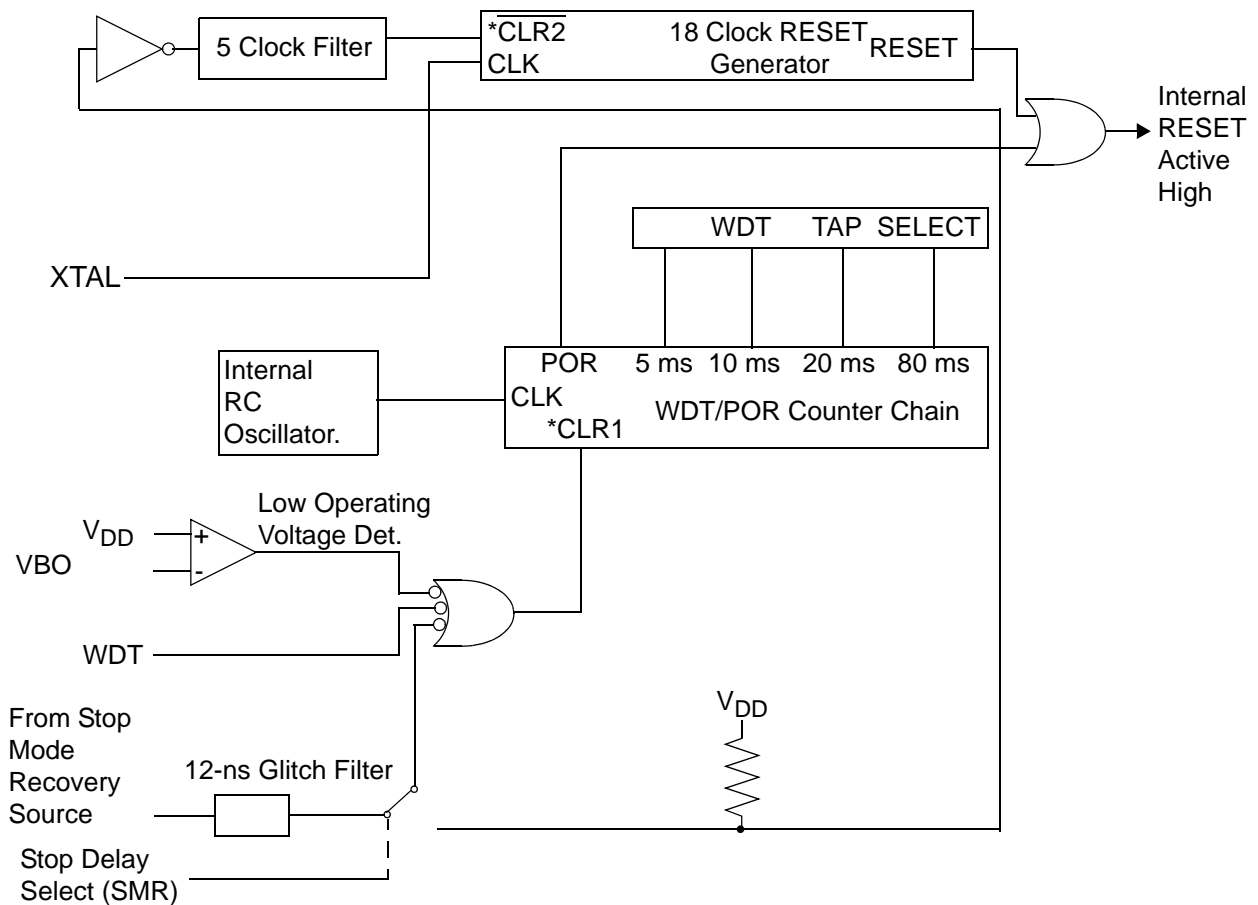 5 Clock Filter
*CLR2
18 Clock RESET
Generator
RESET
CLK
Internal
RESET
Active
High
WDT TAP SELECT
XTAL
POR 5 ms 10 ms 20 ms 80 ms
CLK
WDT/POR Counter Chain
*CLR1
Internal
RC
Oscillator.
Low Operating
Voltage Det.
VDD
+
VBO
-
WDT
VDD
From Stop
Mode
Recovery
Source
12-ns Glitch Filter
Stop Delay
Select (SMR)